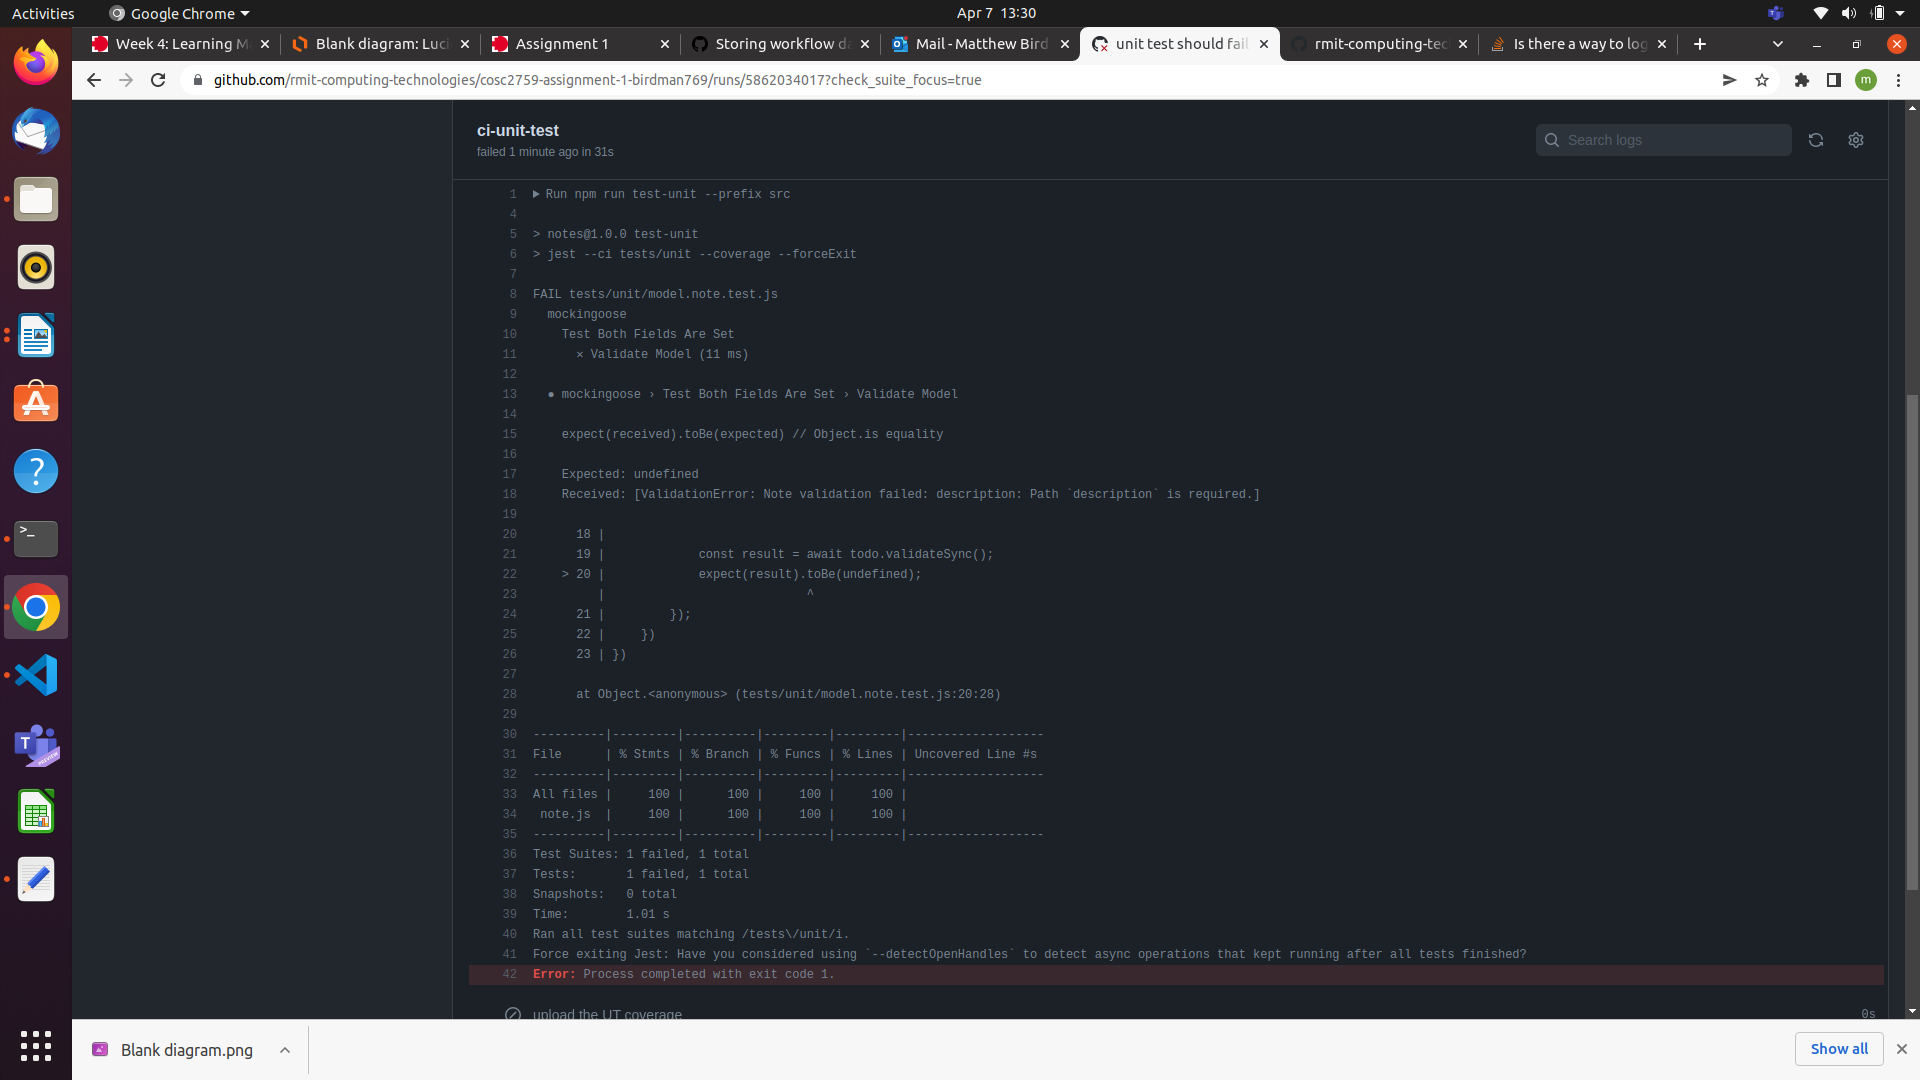 Activities
Google Chrome
Apr 7 13:30
Week 4: Learning M
Blank diagram: Luc
Assignment 1
Storing workflow da
Mail - Matthew Bird
unit test should fail
rmit-computing-tec
Is there a way to log
github.com/rmit-computing-technologies/cosc2759-assignment-1-birdman769/runs/5862034017?check_suite_focus=true
m
ci-unit-test
failed 1 minute ago in 31s
Search logs
1 Run npm run test-unit --prefix src
4
5 > notes@1.0.0 test-unit
6 > jest --ci tests/unit --coverage --forceExit
7
8 FAIL tests/unit/model.note.test.js
9 mockingoose
10 Test Both Fields Are Set
11 × Validate Model (11 ms)
12
13 ● mockingoose › Test Both Fields Are Set › Validate Model
14
15 expect(received).toBe(expected) // Object.is equality
16
17 Expected: undefined
18 Received: [ValidationError: Note validation failed: description: Path `description` is required.]
19
20 18 |
21 19 | const result = await todo.validateSync();
22 > 20 | expect(result).toBe(undefined);
23 | ^
24 21 | });
25 22 | })
26 23 | })
27
28 at Object.<anonymous> (tests/unit/model.note.test.js:20:28)
29
30 ----------|---------|----------|---------|---------|-------------------
31 File | % Stmts | % Branch | % Funcs | % Lines | Uncovered Line #s
32 ----------|---------|----------|---------|---------|-------------------
33 All files | 100 | 100 | 100 | 100 |
34 note.js | 100 | 100 | 100 | 100 |
35 ----------|---------|----------|---------|---------|-------------------
36 Test Suites: 1 failed, 1 total
37 Tests: 1 failed, 1 total
38 Snapshots: 0 total
39 Time: 1.01 s
40 Ran all test suites matching /tests\/unit/i.
41 Force exiting Jest: Have you considered using `--detectOpenHandles` to detect async operations that kept running after all tests finished?
42 Error: Process completed with exit code 1.
upload the UT coverage
0s
Blank diagram.png
Show all